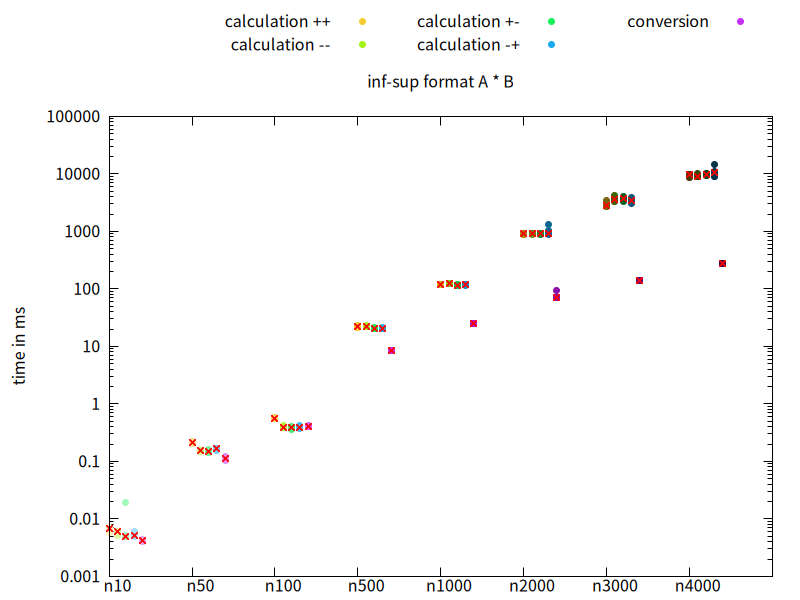 calculation ++ calculation +- conversion
calculation -- calculation -+
inf-sup format A * B
100000
10000
1000
100
10
1
0.1
0.01
0.001
time in ms
n10 n50 n100 n500 n1000 n2000 n3000 n4000